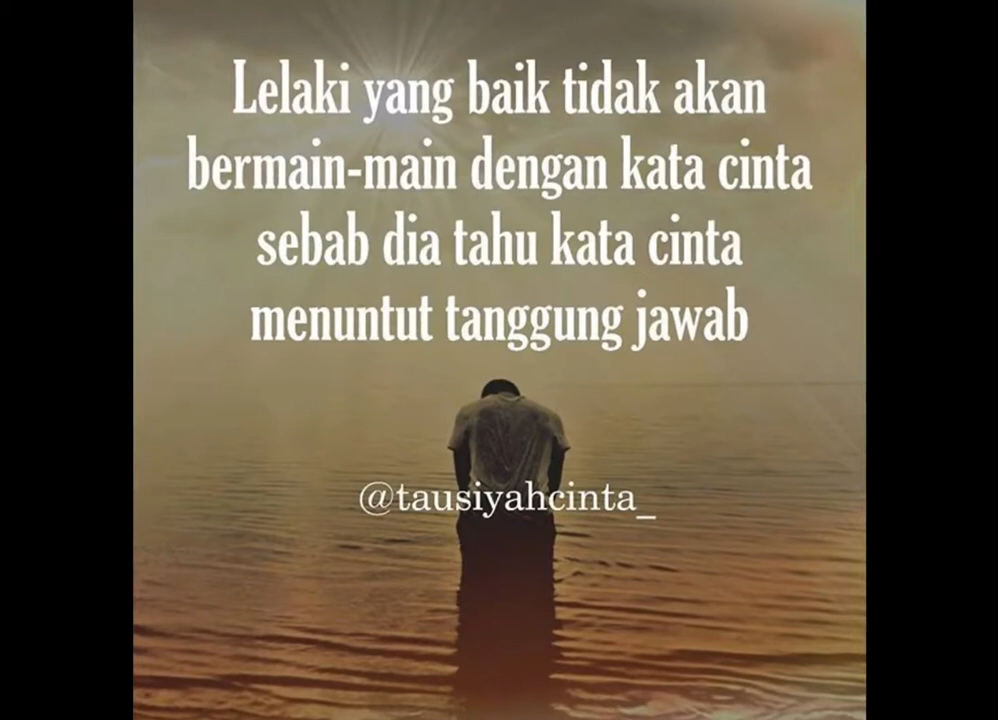 Lelaki yang baik tidak akan
bermain-main dengan kata cinta
sebab dia tahu kata cinta
menuntut tanggung jawab
@tausiyahcinta_